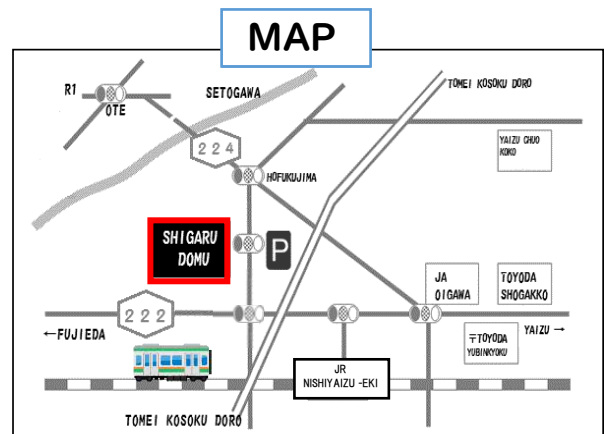 MAP
R1
OTE
SETOGAWA
TOMEI KOSOKU DORO
224
HOFUKUJIMA
YAIZU CHUO
KOKO
SHIGARU
DOMU
P
JA
OIGAWA
TOYODA
SHOGAKKO
222
←FUJIEDA
YAIZU →
〒TOYODA
YUBINKYOKU
JR
NISHIYAIZU -EKI
TOMEI KOSOKU DORO